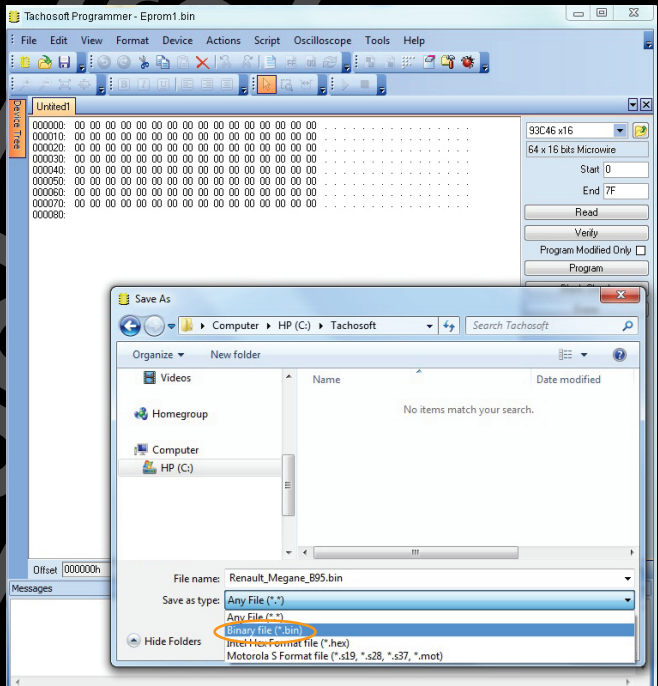 Tachosoft Programmer - Eprom1.bin
File Edit View Format Device Actions Script Oscilloscope Tools Help
Device Tree
Untitled1
000000: 00 00 00 00 00 00 00 00 00 00 00 00 00 00 00 00 . . . . . . . . . . . . . . . .
000010: 00 00 00 00 00 00 00 00 00 00 00 00 00 00 00 00 . . . . . . . . . . . . . . . .
000020: 00 00 00 00 00 00 00 00 00 00 00 00 00 00 00 00 . . . . . . . . . . . . . . . .
000030: 00 00 00 00 00 00 00 00 00 00 00 00 00 00 00 00 . . . . . . . . . . . . . . . .
000040: 00 00 00 00 00 00 00 00 00 00 00 00 00 00 00 00 . . . . . . . . . . . . . . . .
000050: 00 00 00 00 00 00 00 00 00 00 00 00 00 00 00 00 . . . . . . . . . . . . . . . .
000060: 00 00 00 00 00 00 00 00 00 00 00 00 00 00 00 00 . . . . . . . . . . . . . . . .
000070: 00 00 00 00 00 00 00 00 00 00 00 00 00 00 00 00 . . . . . . . . . . . . . . . .
000080:
93C46 x16
64 x 16 bits Microwire
Start 0
End 7F
Read
Verify
Program Modified Only
Program
Save As
Computer HP (C:) Tachosoft
Search Tachosoft
Organize New folder
Videos
Homegroup
Computer
HP (C:)
Name Date modified
No items match your search.
File name: Renault_Megane_B95.bin
Save as type: Any File (*.*)
Any File (*.*)
Binary file (*.bin)
Intel Hex Format file (*.hex)
Motorola S Format file (*.s19, *.s28, *.s37, *.mot)
Hide Folders
Offset 000000h
Messages